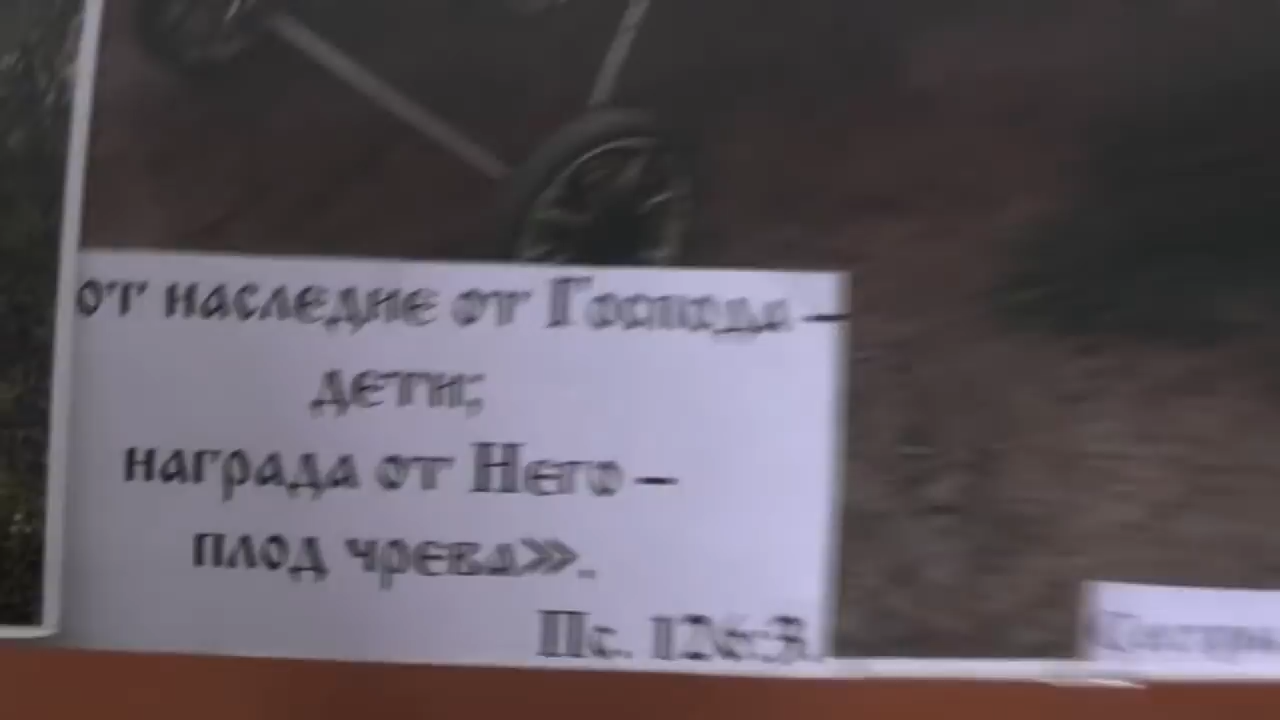 от наследие от Господа –
дети;
награда от Него –
плод чрева».
Пс. 126:3.